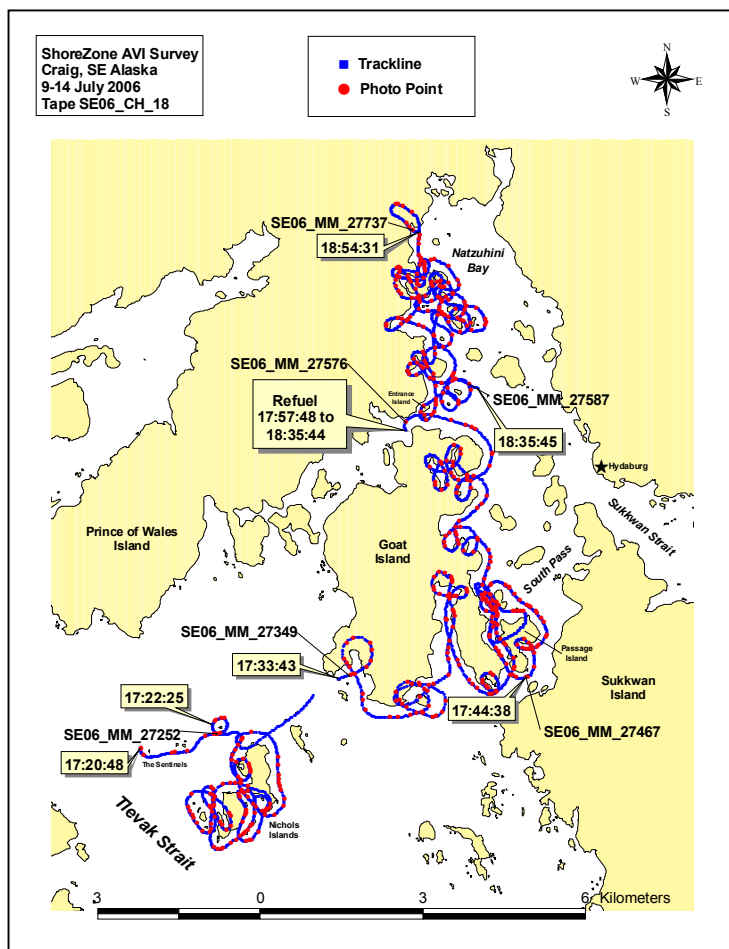 ShoreZone AVI Survey
Craig, SE Alaska
9-14 July 2006
Tape SE06_CH_18
Trackline
Photo Point
N
W
E
S
SE06_MM_27737
18:54:31
Natzuhini
Bay
SE06_MM_27576
Entrance
Island
SE06_MM_27587
Refuel
17:57:48 to
18:35:44
18:35:45
Hydaburg
Sukkwan Strait
Prince of Wales
Island
Goat
Island
South Pass
SE06_MM_27349
Passage
Island
17:33:43
Sukkwan
Island
17:22:25
17:44:38
SE06_MM_27252
SE06_MM_27467
17:20:48
The Sentinels
Tlevak Strait
Nichols
Islands
3 0 3 6 Kilometers